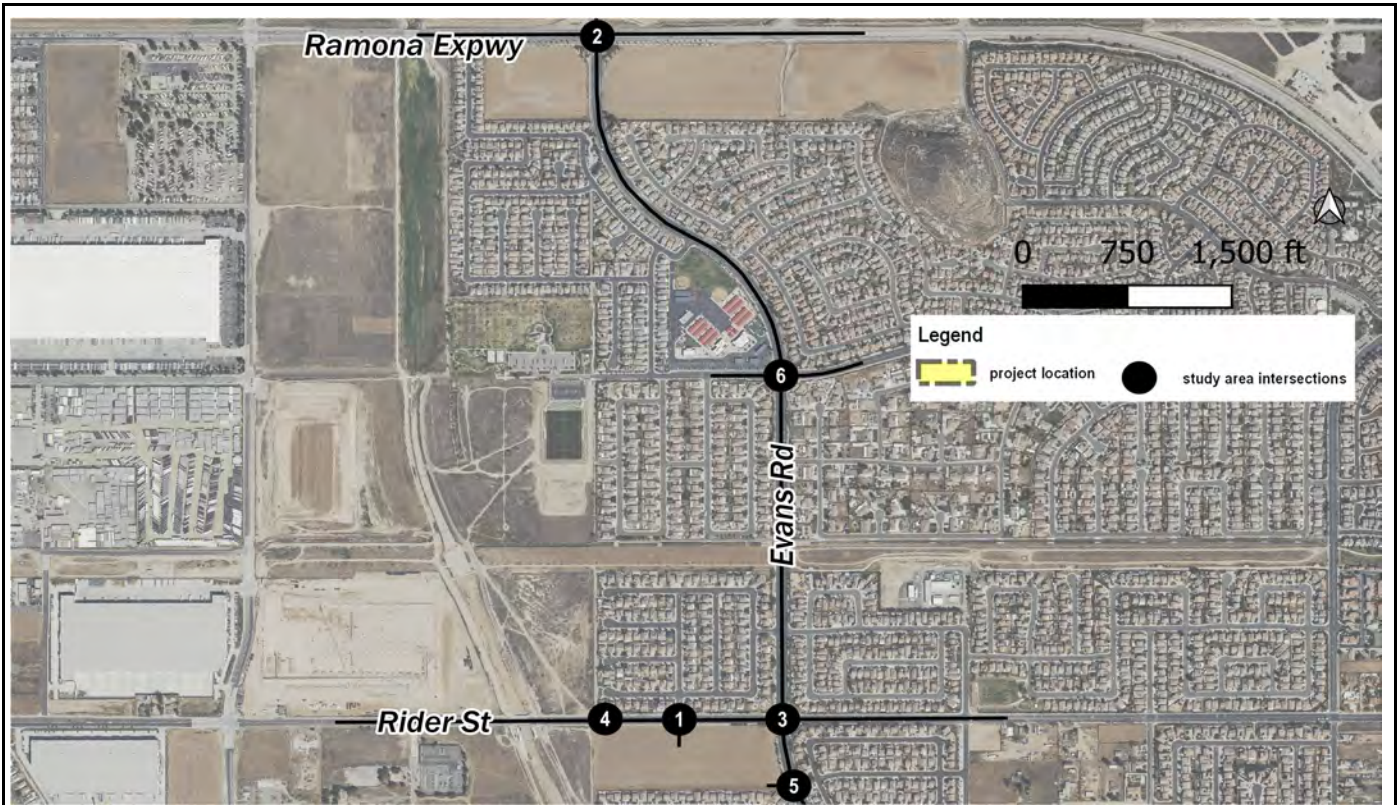 Ramona Expwy
2
0 750 1,500 ft
Legend
project location
study area intersections
6
Evans Rd
Rider St
4
1
3
5